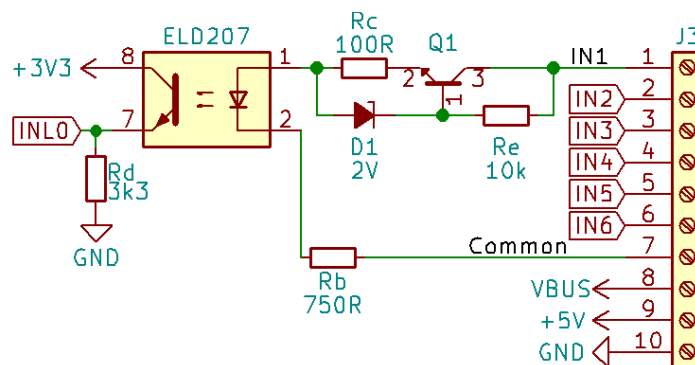 ELD207
Rc
100R
Q1
J3
+3V3
8
1
2
3
IN1
1
1
IN2
2
INL0
7
2
D1
2V
Re
10k
IN3
3
Rd
3k3
IN4
4
IN5
5
IN6
6
GND
Common
7
Rb
750R
VBUS
8
+5V
9
GND
10